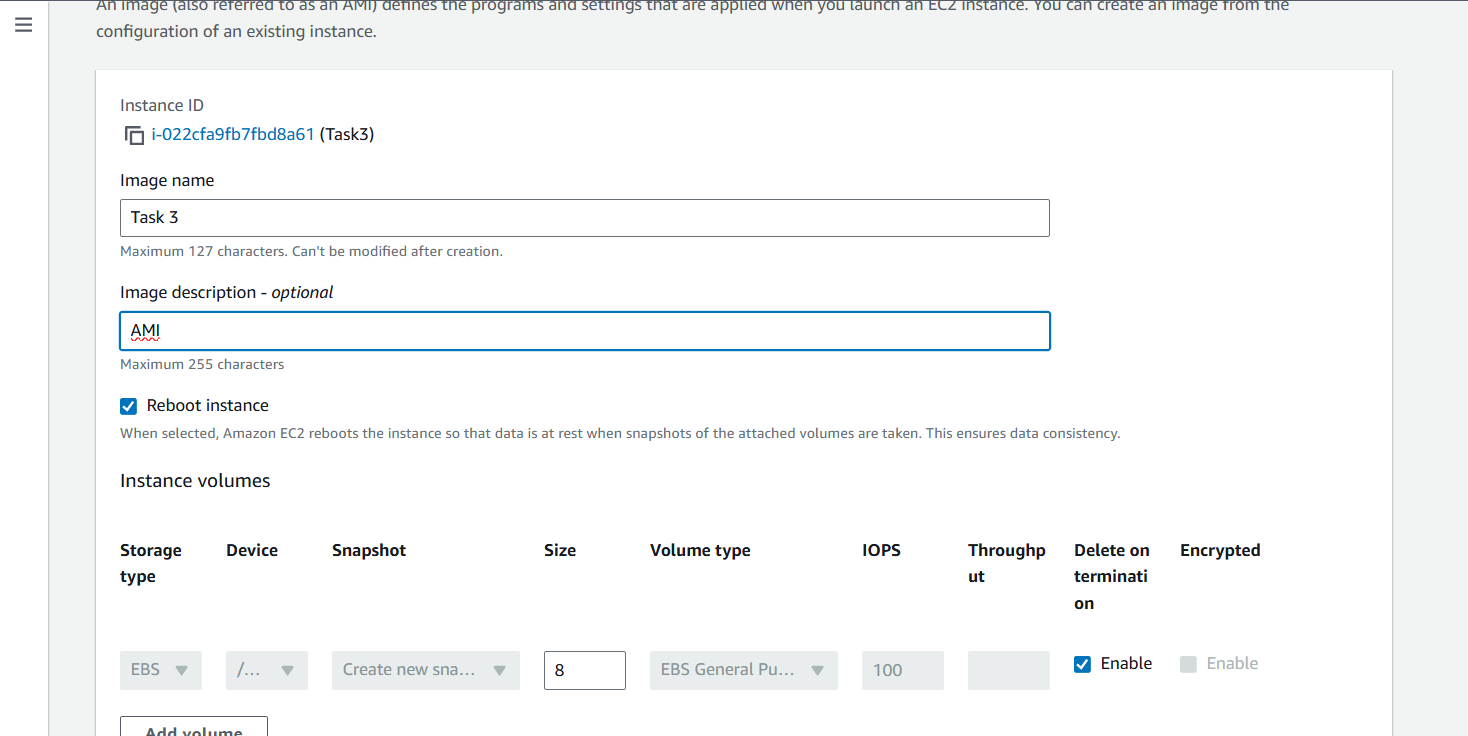 An image (also referred to as an AMI) defines the programs and settings that are applied when you launch an EC2 instance. You can create an image from the
configuration of an existing instance.
Instance ID
i-022cfa9fb7fbd8a61 (Task3)
Image name
Task 3
Maximum 127 characters. Can't be modified after creation.
Image description - optional
AMI
Maximum 255 characters
Reboot instance
When selected, Amazon EC2 reboots the instance so that data is at rest when snapshots of the attached volumes are taken. This ensures data consistency.
Instance volumes
Storage type
Device
Snapshot
Size
Volume type
IOPS
Throughp
ut
Delete on
terminati
on
Encrypted
EBS
/...
Create new sna...
8
EBS General Pu...
100
Enable
Enable
Add volume